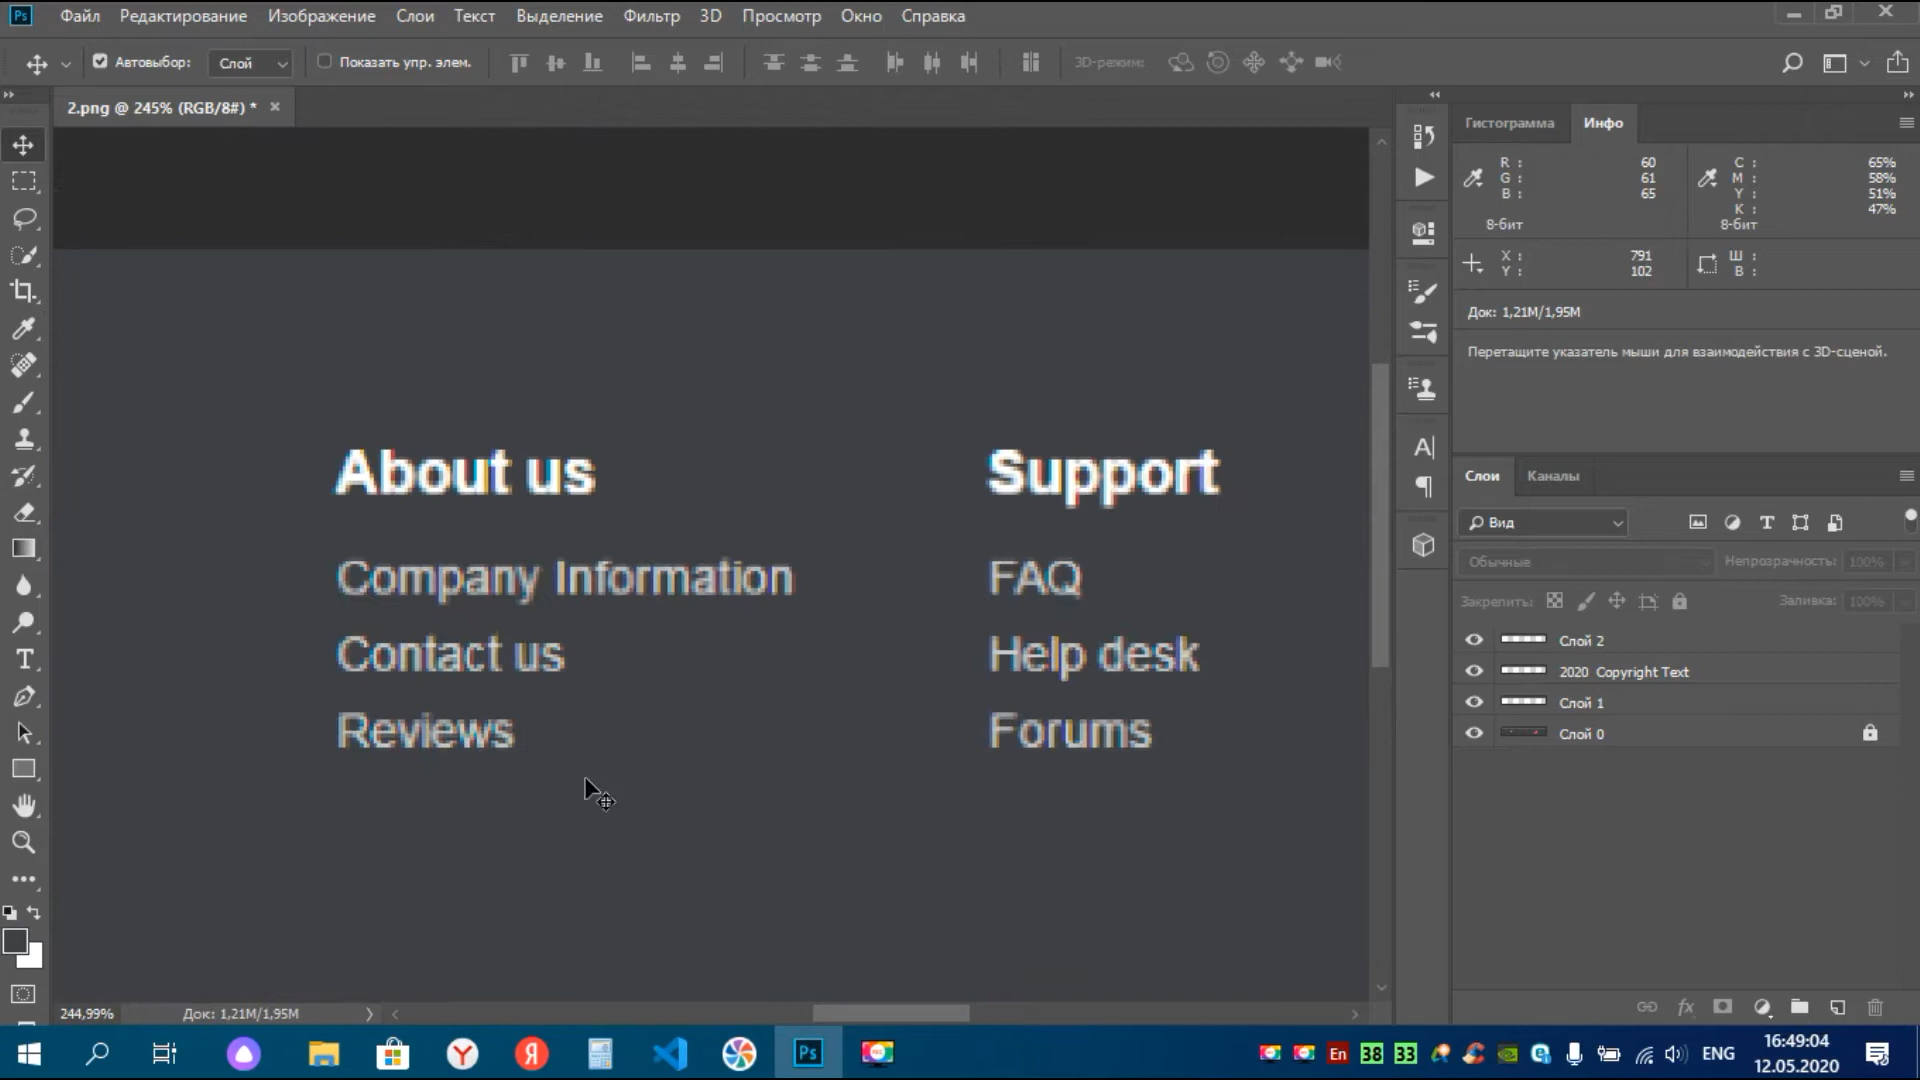 Ps Файл Редактирование Изображение Слои Текст Выделение Фильтр 3D Просмотр Окно Справка
Автовыбор: Слой Показать упр. элем. 3D-режим:
2.png @ 245% (RGB/8#) *
Гистограмма Инфо
R : 60 C : 65%
G : 61 M : 58%
B : 65 Y : 51%
K : 47%
8-бит 8-бит
X : 791 Ш :
Y : 102 В :
Док: 1,21M/1,95M
Перетащите указатель мыши для взаимодействия с 3D-сценой.
About us Support
Company Information FAQ
Contact us Help desk
Reviews Forums
Слои Каналы
Вид
Обычные Непрозрачность: 100%
Закрепить: Заливка: 100%
Слой 2
2020 Copyright Text
Слой 1
Слой 0
244,99% Док: 1,21M/1,95M
En 38 33 ENG 16:49:04
12.05.2020